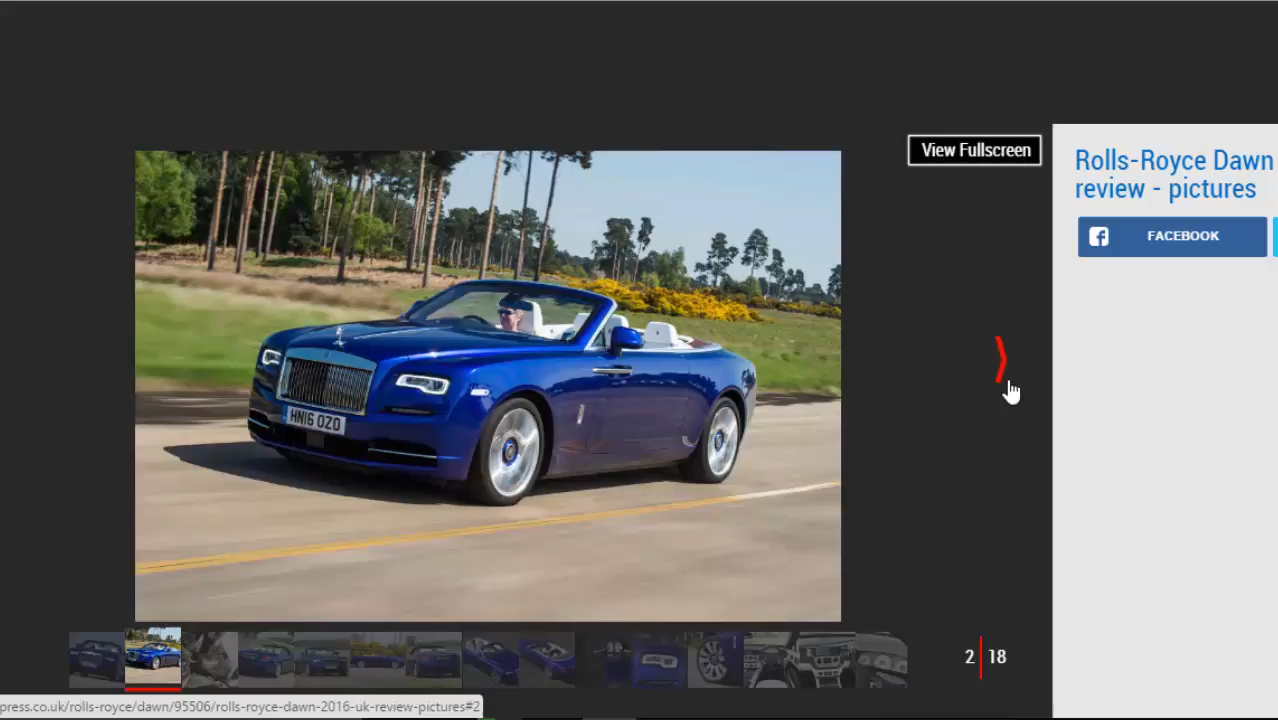 View Fullscreen
Rolls-Royce Dawn
review - pictures
FACEBOOK
HN16 OZO
2 18
press.co.uk/rolls-royce/dawn/95506/rolls-royce-dawn-2016-uk-review-pictures#2